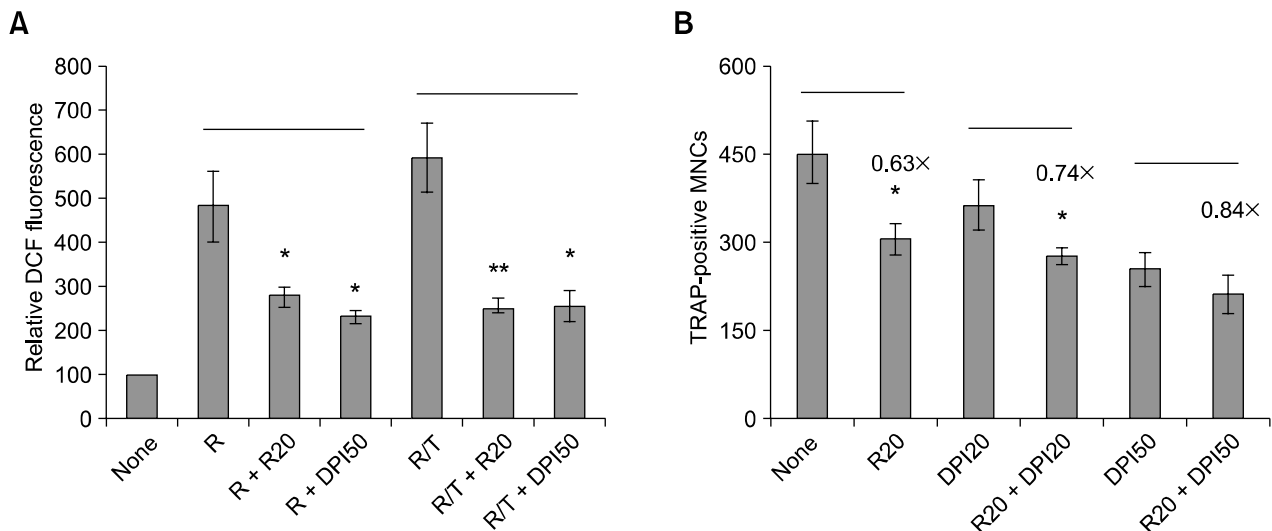 A
Relative DCF fluorescence
800
700
600
500
400
300
200
100
0
*
*
**
*
None
R
R + R20
R + DPI50
R/T
R/T + R20
R/T + DPI50
B
TRAP-positive MNCs
600
450
300
150
0
0.63×
*
0.74×
*
0.84×
None
R20
DPI20
R20 + DPI20
DPI50
R20 + DPI50